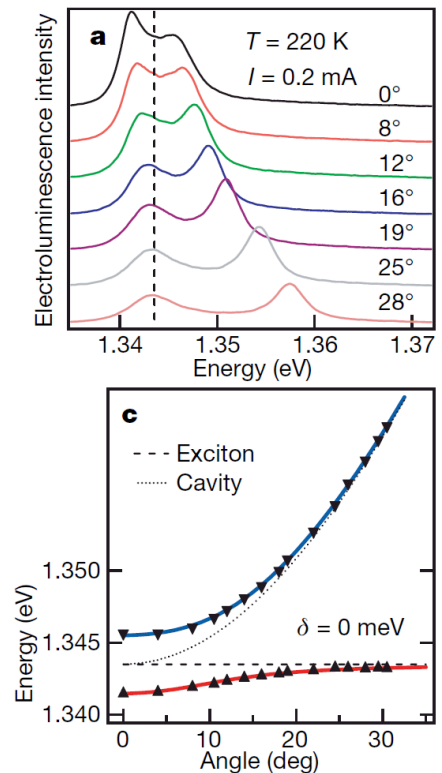 a
T = 220 K
I = 0.2 mA
0°
8°
12°
16°
19°
25°
28°
Electroluminescence intensity
1.34 1.35 1.36 1.37
Energy (eV)
c
Exciton
Cavity
1.350
1.345
1.340
δ = 0 meV
Energy (eV)
0 10 20 30
Angle (deg)